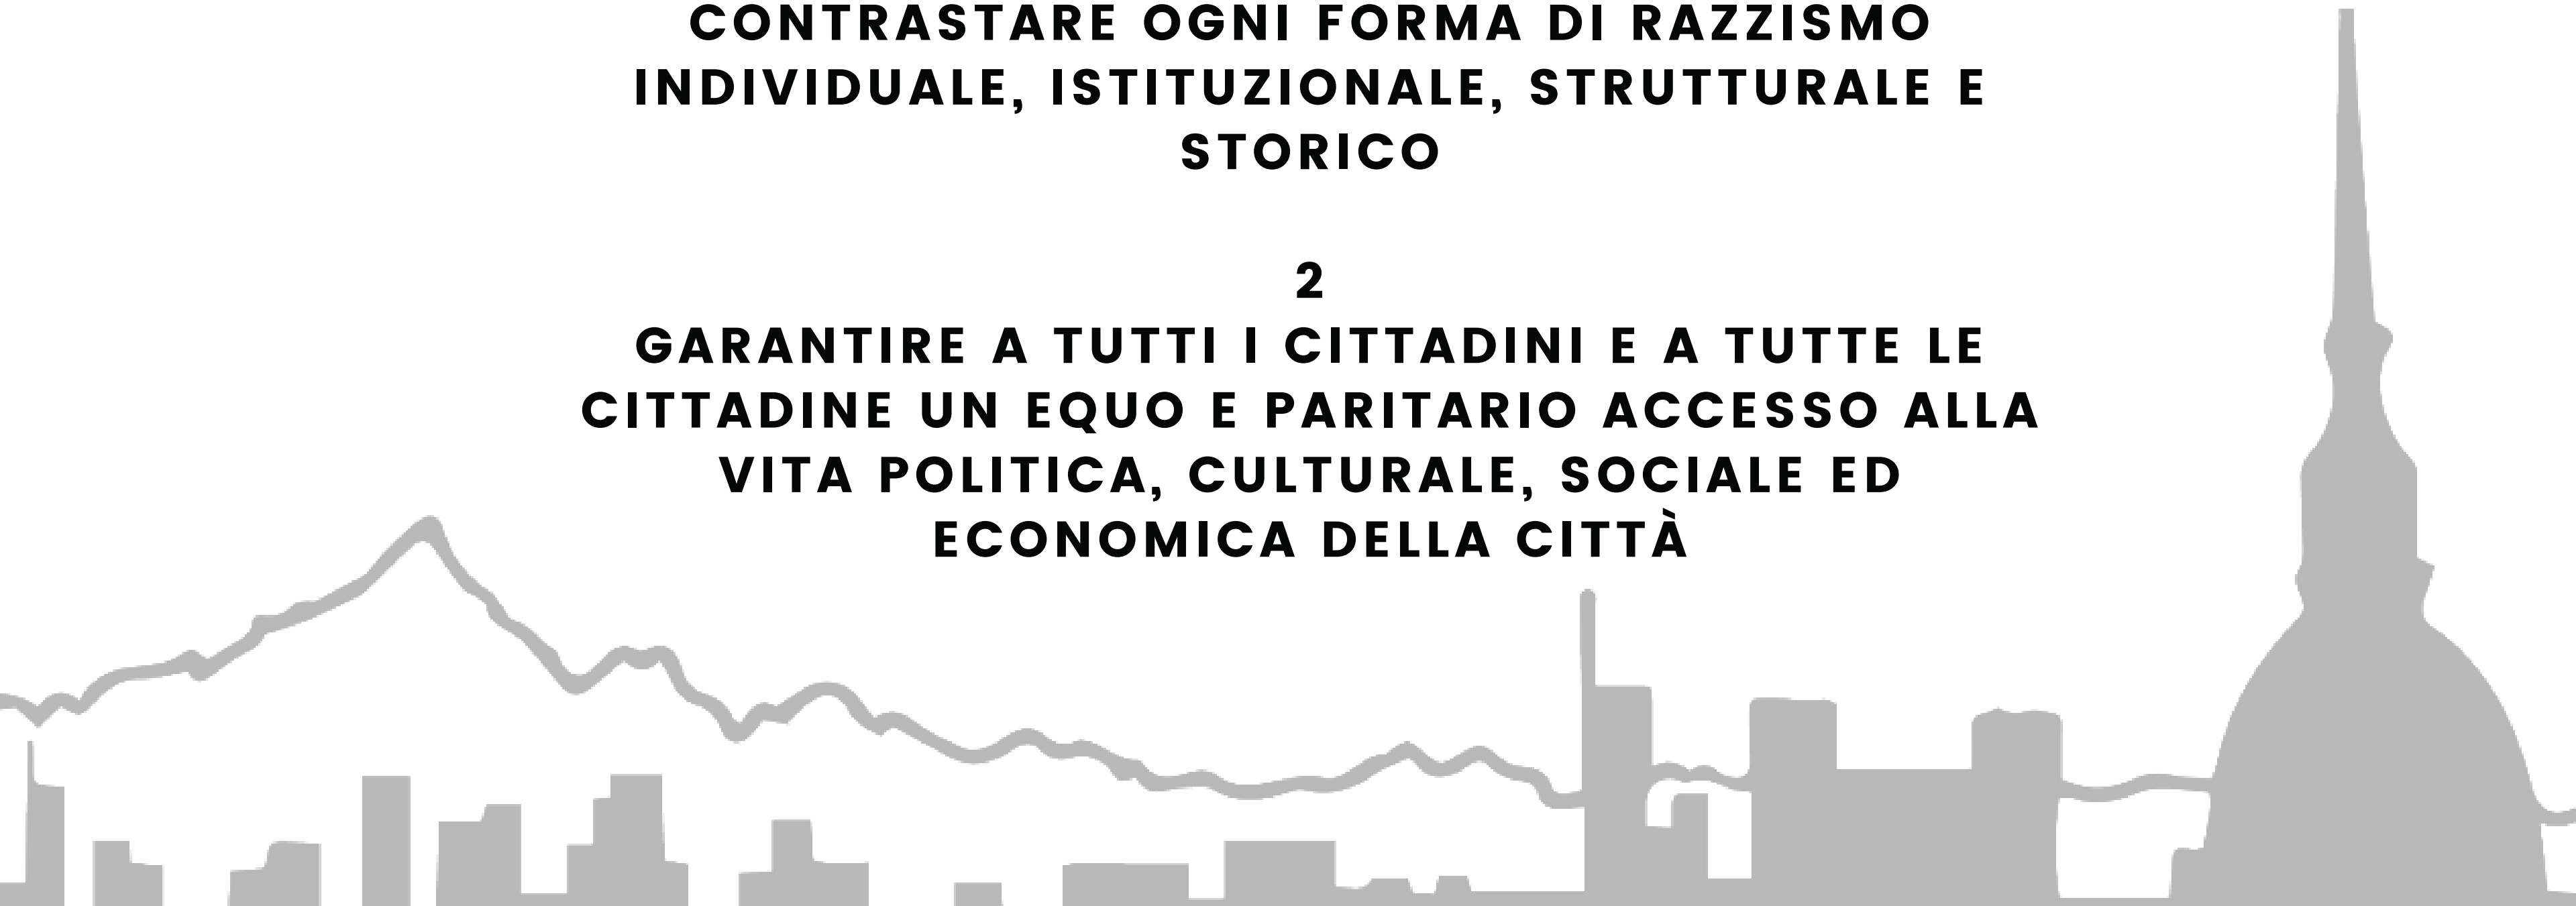 CONTRASTARE OGNI FORMA DI RAZZISMO
INDIVIDUALE, ISTITUZIONALE, STRUTTURALE E
STORICO
2
GARANTIRE A TUTTI I CITTADINI E A TUTTE LE
CITTADINE UN EQUO E PARITARIO ACCESSO ALLA
VITA POLITICA, CULTURALE, SOCIALE ED
ECONOMICA DELLA CITTÀ